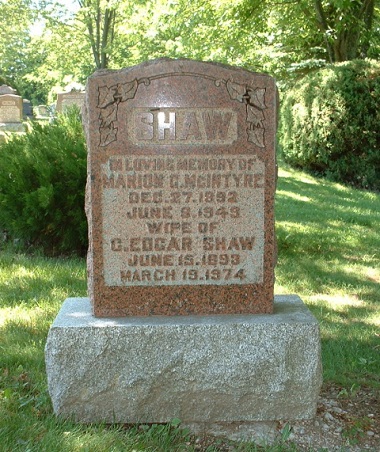 SHAW
IN LOVING MEMORY OF
MARION G. MCINTYRE
DEC. 27. 1892
JUNE 8. 1949
WIFE OF
C. EDGAR SHAW
JUNE 15. 1893
MARCH 19. 1974